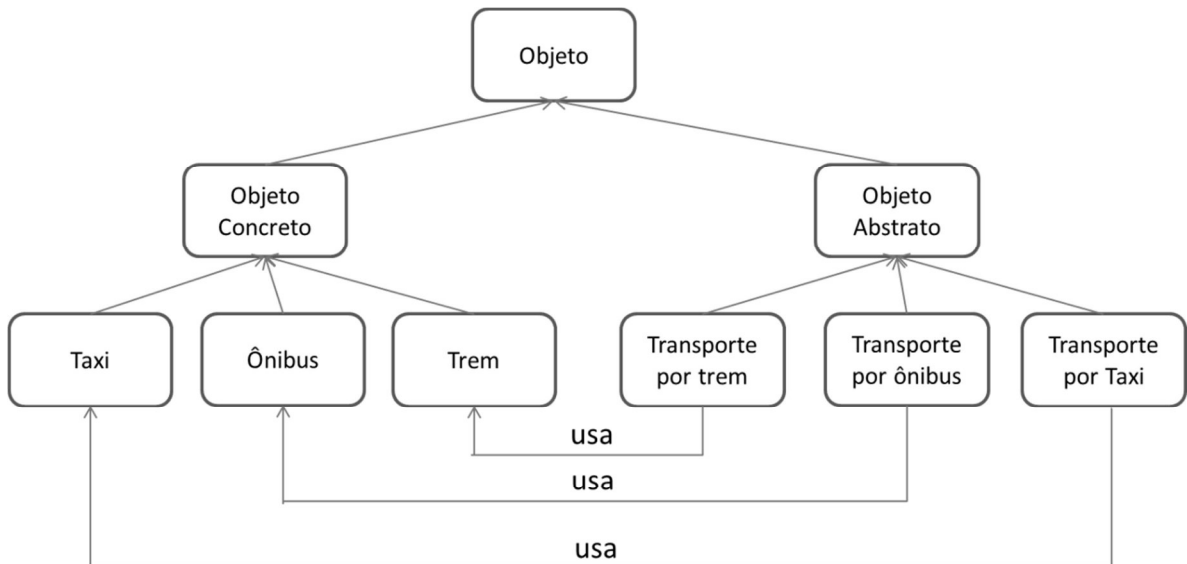 Objeto
Objeto
Concreto
Objeto
Abstrato
Taxi
Ônibus
Trem
Transporte
por trem
Transporte
por ônibus
Transporte
por Taxi
usa
usa
usa